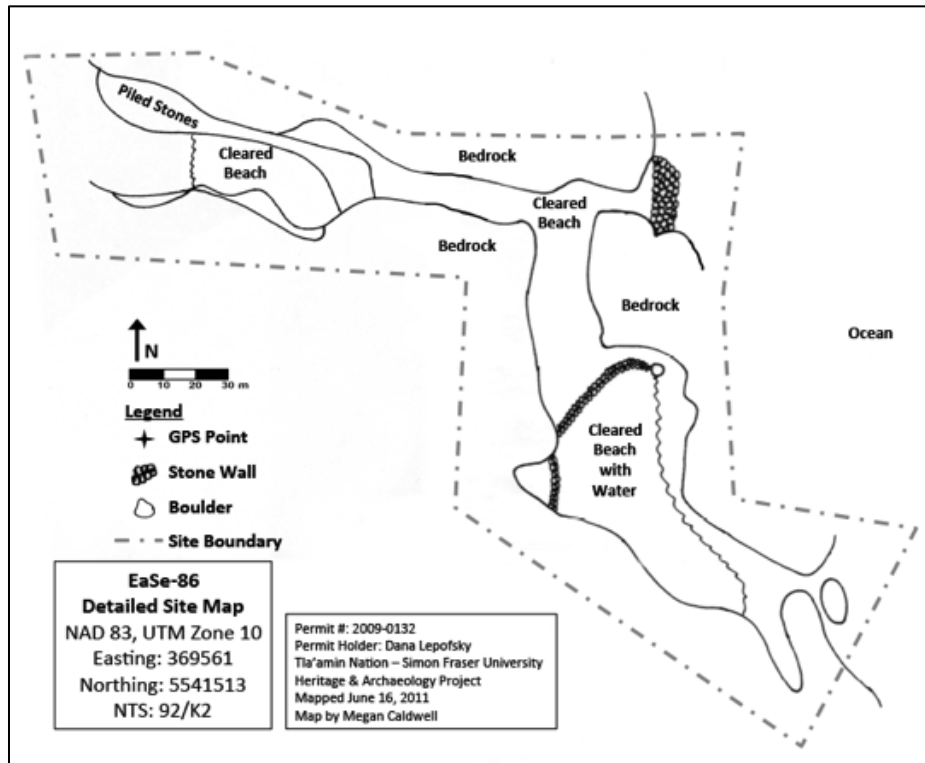 Piled Stones
Cleared
Beach
Bedrock
Cleared
Beach
Bedrock
Bedrock
Ocean
N
0 10 20 30 m
Legend
GPS Point
Stone Wall
Boulder
Site Boundary
Cleared
Beach
with
Water
EaSe-86
Detailed Site Map
NAD 83, UTM Zone 10
Easting: 369561
Northing: 5541513
NTS: 92/K2
Permit #: 2009-0132
Permit Holder: Dana Lepofsky
Tla'amin Nation – Simon Fraser University
Heritage & Archaeology Project
Mapped June 16, 2011
Map by Megan Caldwell